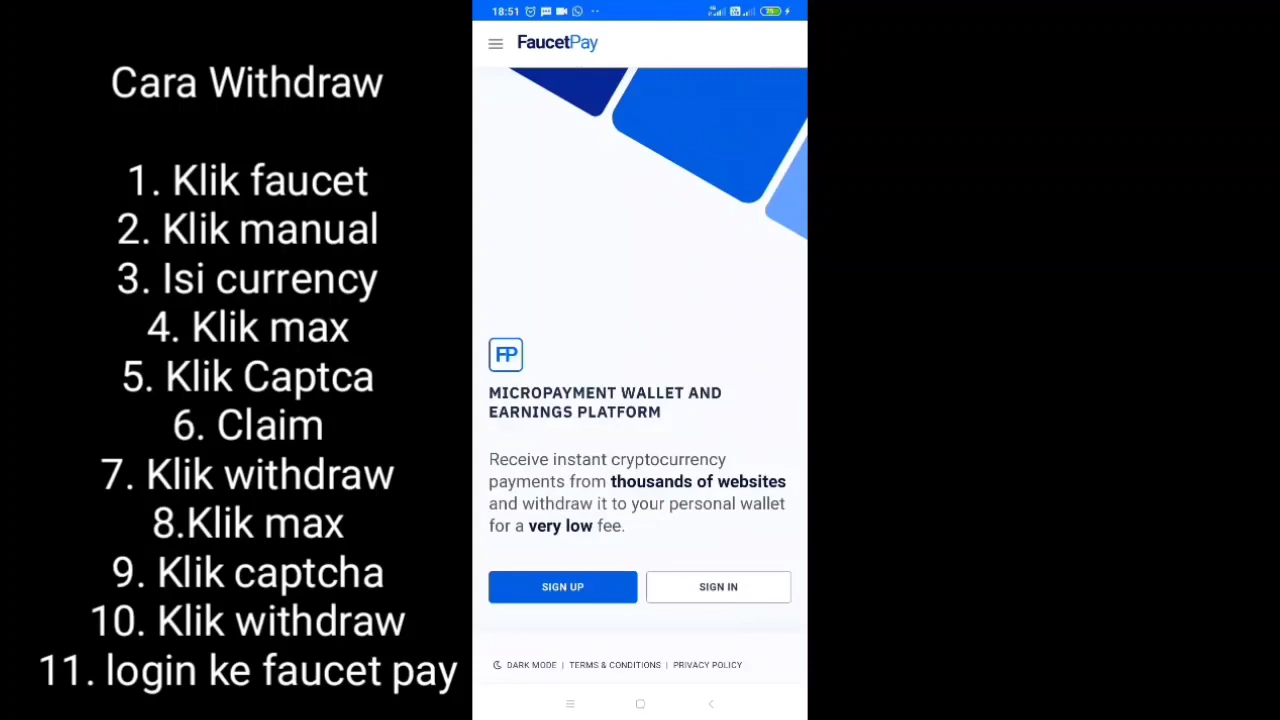 Cara Withdraw
1. Klik faucet
2. Klik manual
3. Isi currency
4. Klik max
5. Klik Captca
6. Claim
7. Klik withdraw
8.Klik max
9. Klik captcha
10. Klik withdraw
11. login ke faucet pay
18:51
FaucetPay
FP
MICROPAYMENT WALLET AND
EARNINGS PLATFORM
Receive instant cryptocurrency
payments from thousands of websites
and withdraw it to your personal wallet
for a very low fee.
SIGN UP
SIGN IN
DARK MODE | TERMS & CONDITIONS | PRIVACY POLICY